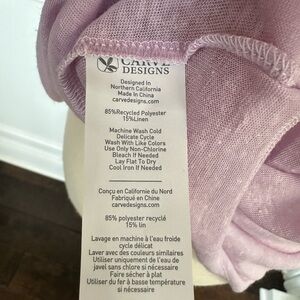 CARVE
DESIGNS
Designed in
Northern California
Made In China
carvedesigns.com
85%Recycled Polyester
15%Linen
Machine Wash Cold
Delicate Cycle
Wash With Like Colors
Use Only Non-Chlorine
Bleach If Needed
Lay Flat To Dry
Cool Iron If Needed
Conçu en Californie du Nord
Fabriqué en Chine
carvedesigns.com
85% polyester recyclé
15% lin
Lavage en machine à l'eau froide
cycle délicat
Laver avec des couleurs similaires
Utiliser uniquement de l'eau de
javel sans chlore si nécessaire
Faire sécher à plat
Utiliser du fer à basse température
si nécessaire